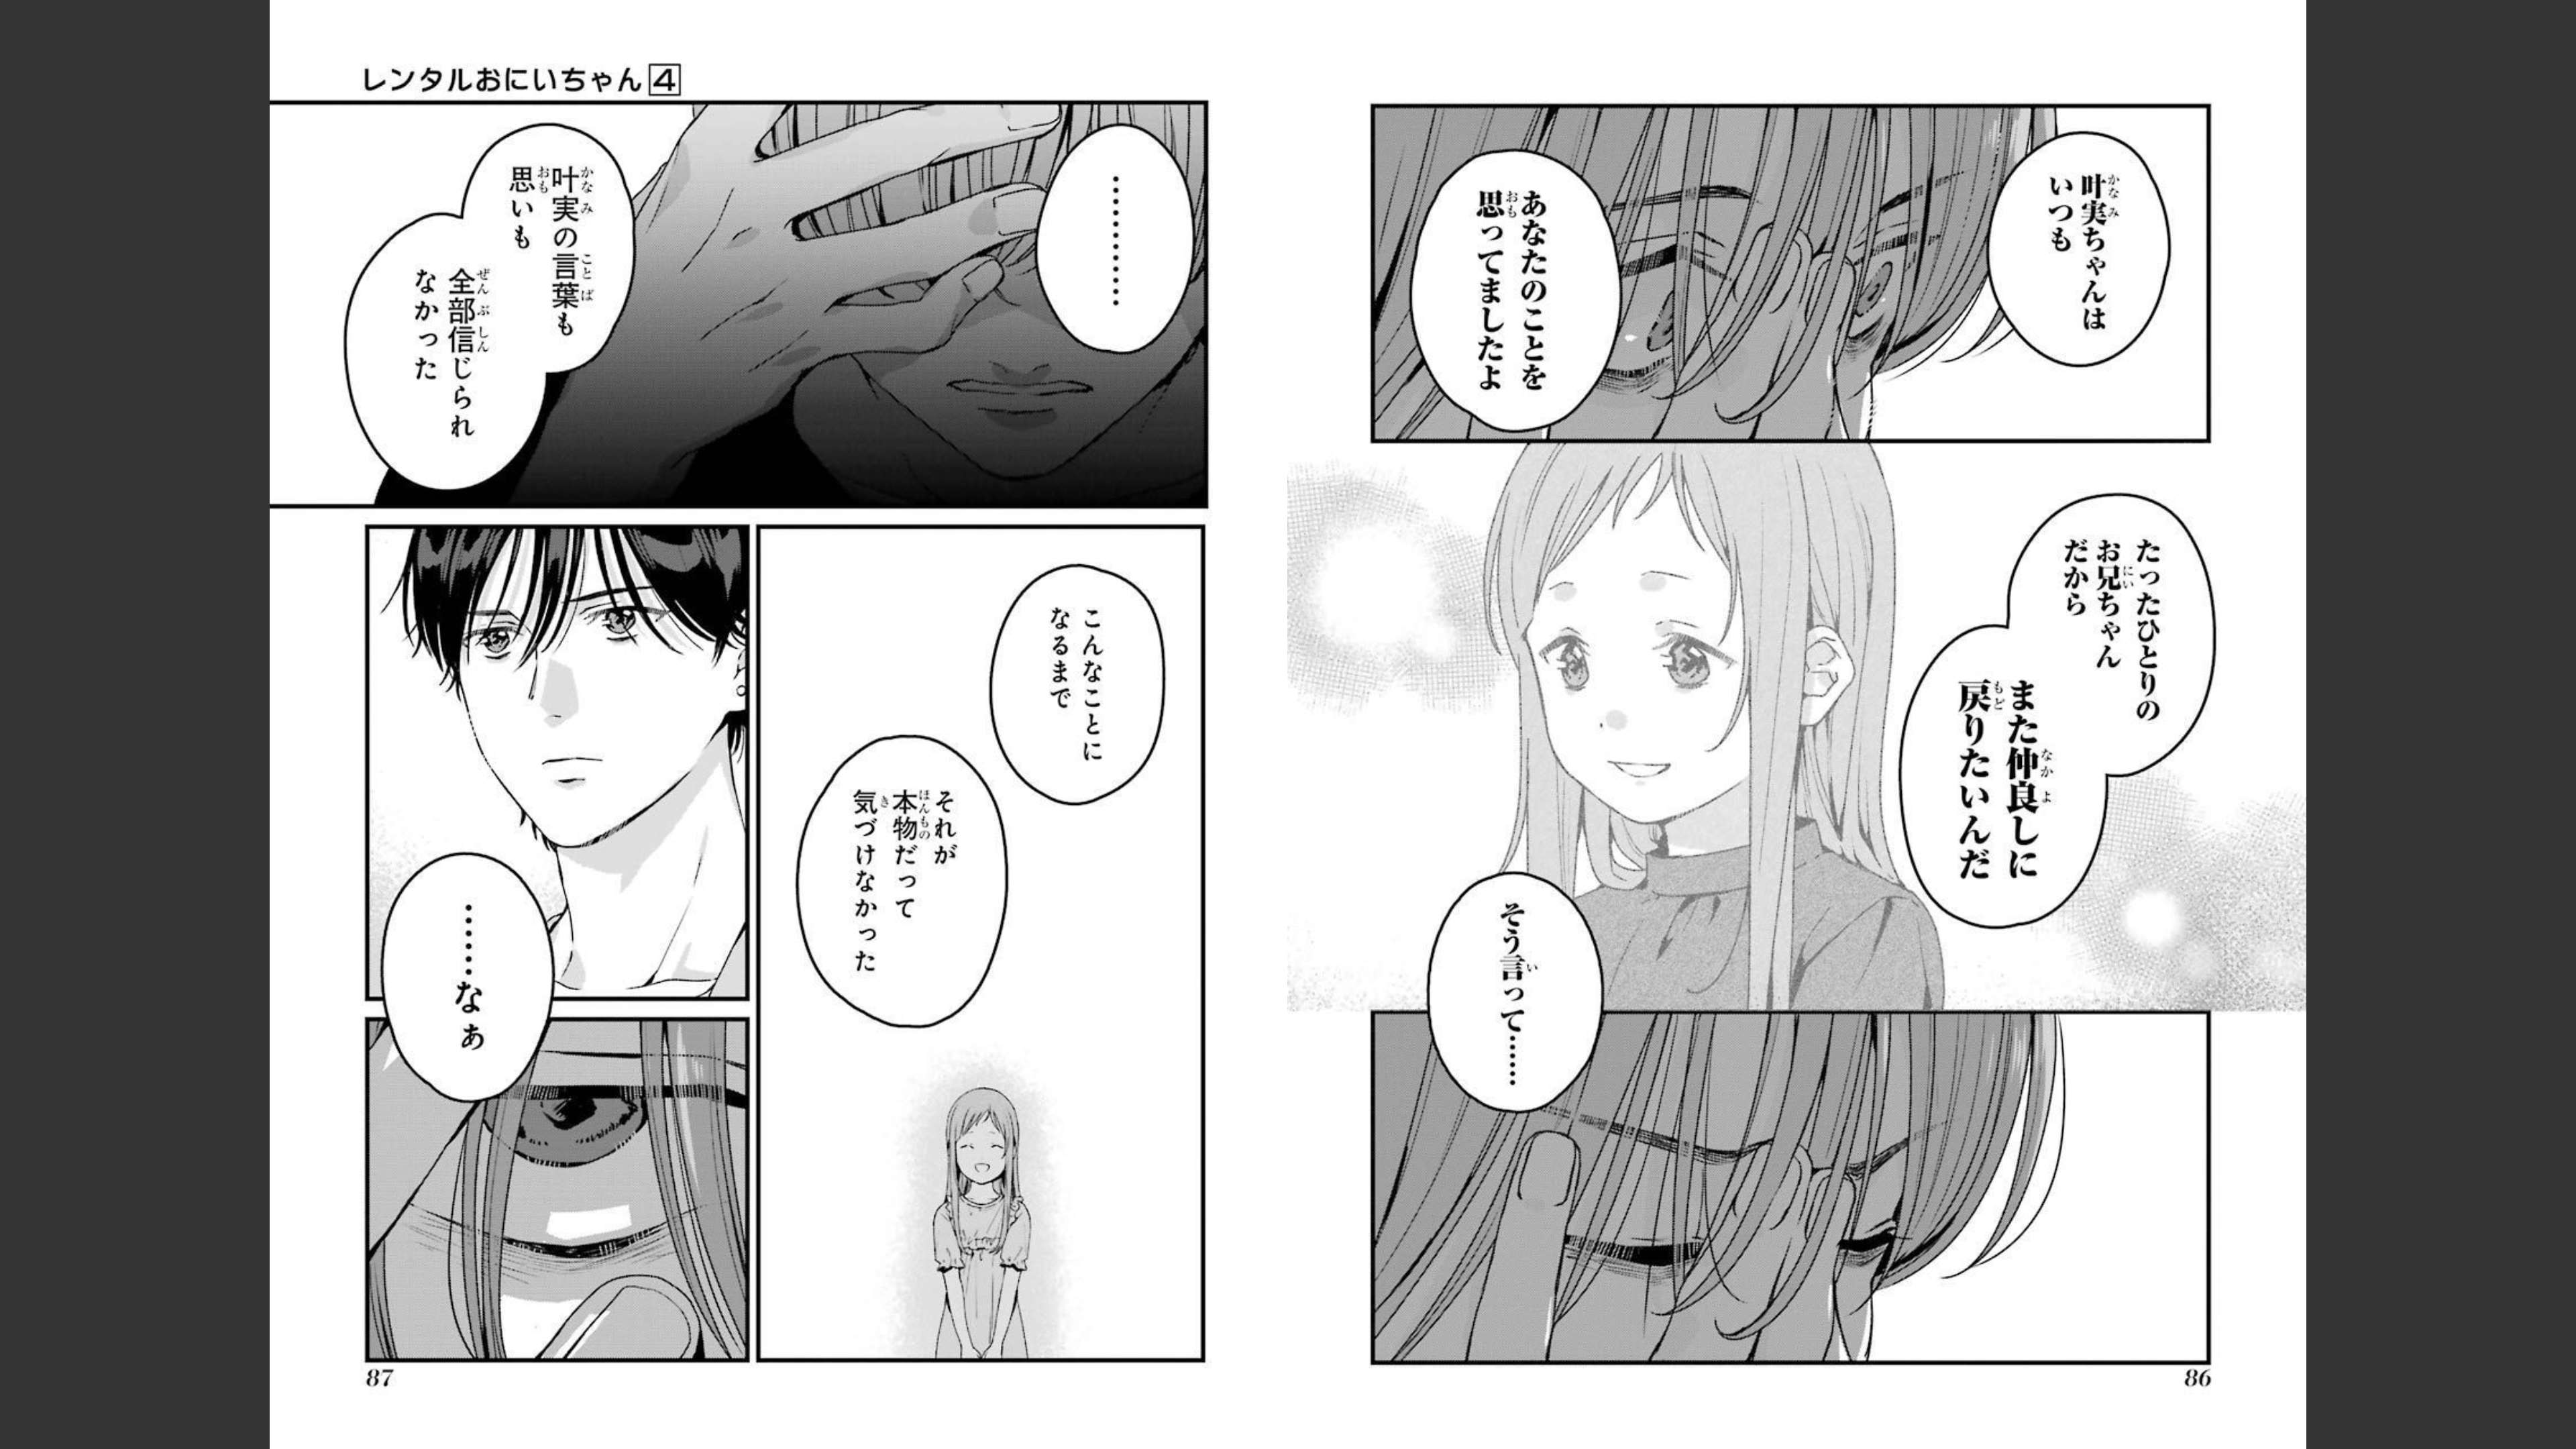 叶実ちゃんは
いつも
あなたのことを
思ってましたよ
たったひとりの
お兄ちゃん
だから
また仲良しに
戻りたいんだ
そう言って……
86
レンタルおにいちゃん4
…………
叶実の言葉も
思いも
全部信じられ
なかった
こんなことに
なるまで
それが
本物だって
気づけなかった
………なぁ
87